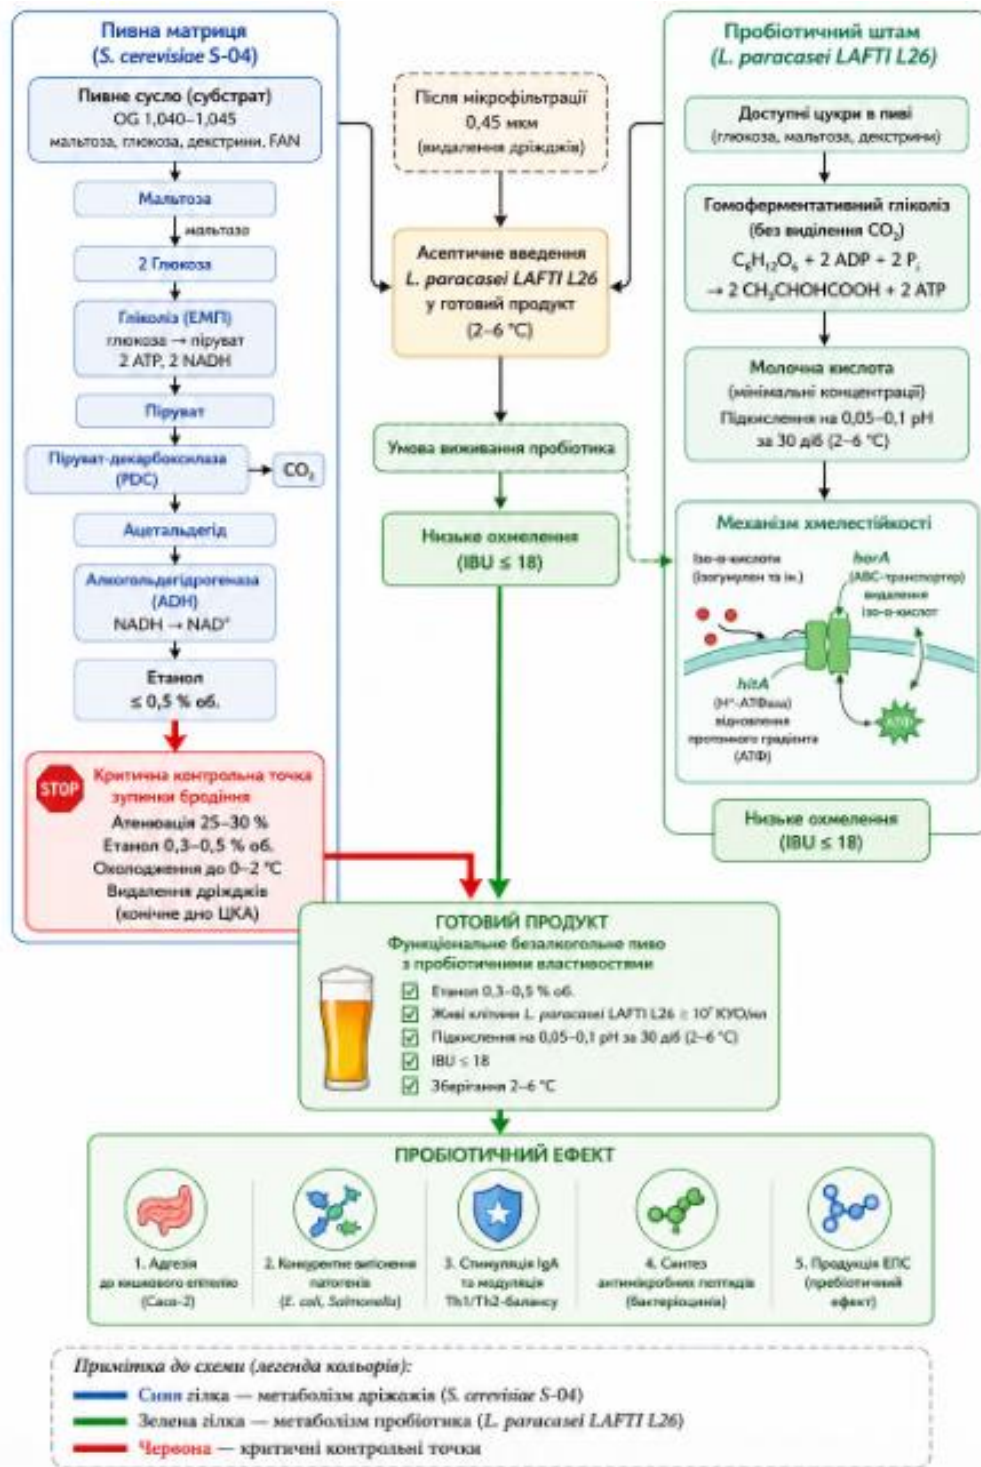 Пивна матриця
(S. cerevisiae S-04)
Пивне сусло (субстрат)
OG 1,040–1,045
мальтоза, глюкоза, декстрини, FAN
Мальтоза
мальтаза
2 Глюкоза
Гліколіз (ЕМП)
глюкоза → піруват
2 ATP, 2 NADH
Піруват
Піруват-декарбоксилаза
(PDC)
CO₂
Ацетальдегід
Алкогольдегідрогеназа
(ADH)
NADH → NAD⁺
Етанол
≤ 0,5 % об.
STOP
Критична контрольна точка
зупинки бродіння
Атенюація 25–30 %
Етанол 0,3–0,5 % об.
Охолодження до 0–2 °C
Видалення дріжджів
(конічне дно ЦКА)
Після мікрофільтрації
0,45 мкм
(видалення дріжджів)
Асептичне введення
L. paracasei LAFTI L26
у готовий продукт
(2–6 °C)
Умова виживання пробіотика
Низьке охмелення
(IBU ≤ 18)
Пробіотичний штам
(L. paracasei LAFTI L26)
Доступні цукри в пиві
(глюкоза, мальтоза, декстрини)
Гомоферментативний гліколіз
(без виділення CO₂)
C₆H₁₂O₆ + 2 ADP + 2 Pᵢ
→ 2 CH₃CHOHCOOH + 2 ATP
Молочна кислота
(мінімальні концентрації)
Підкислення на 0,05–0,1 pH
за 30 діб (2–6 °C)
Механізм хмелестійкості
Ізо-α-кислоти
(ізогумулен та ін.)
horA
(ABC-транспортер)
видалення
ізо-α-кислот
hitA
(H⁺-АТФаза)
відновлення
протонного градієнта
(АТФ)
АТФ
Низьке охмелення
(IBU ≤ 18)
ГОТОВИЙ ПРОДУКТ
Функціональне безалкогольне пиво
з пробіотичними властивостями
Етанол 0,3–0,5 % об.
Живі клітини L. paracasei LAFTI L26 ≥ 10⁷ КУО/мл
Підкислення на 0,05–0,1 pH за 30 діб (2–6 °C)
IBU ≤ 18
Зберігання 2–6 °C
ПРОБІОТИЧНИЙ ЕФЕКТ
1. Адгезія
до кишкового епітелію
(Caco-2)
2. Конкурентне витіснення
патогенів
(E. coli, Salmonella)
3. Стимуляція IgA
та модуляція
Th1/Th2-балансу
4. Синтез
антимікробних пептидів
(бактеріоцинів)
5. Продукція ЕПС
(пребіотичний
ефект)
Примітка до схеми (легенда кольорів):
Синя гілка — метаболізм дріжджів (S. cerevisiae S-04)
Зелена гілка — метаболізм пробіотика (L. paracasei LAFTI L26)
Червона — критичні контрольні точки